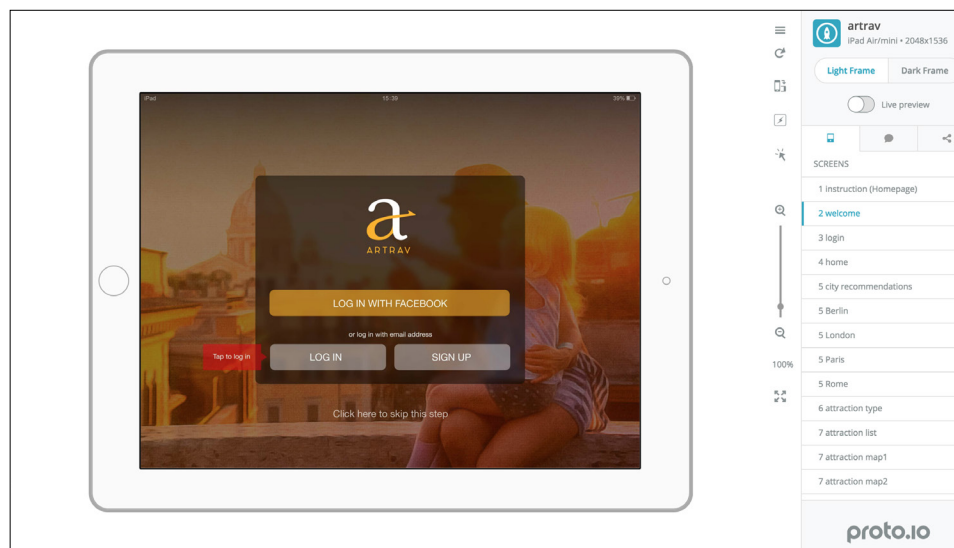 iPad 15:39 39%
a
ARTRAV
LOG IN WITH FACEBOOK
or log in with email address
Tap to log in
LOG IN SIGN UP
Click here to skip this step
100%
artrav
iPad Air/mini • 2048x1536
Light Frame Dark Frame
Live preview
SCREENS
1 instruction (Homepage)
2 welcome
3 login
4 home
5 city recommendations
5 Berlin
5 London
5 Paris
5 Rome
6 attraction type
7 attraction list
7 attraction map1
7 attraction map2
proto.io